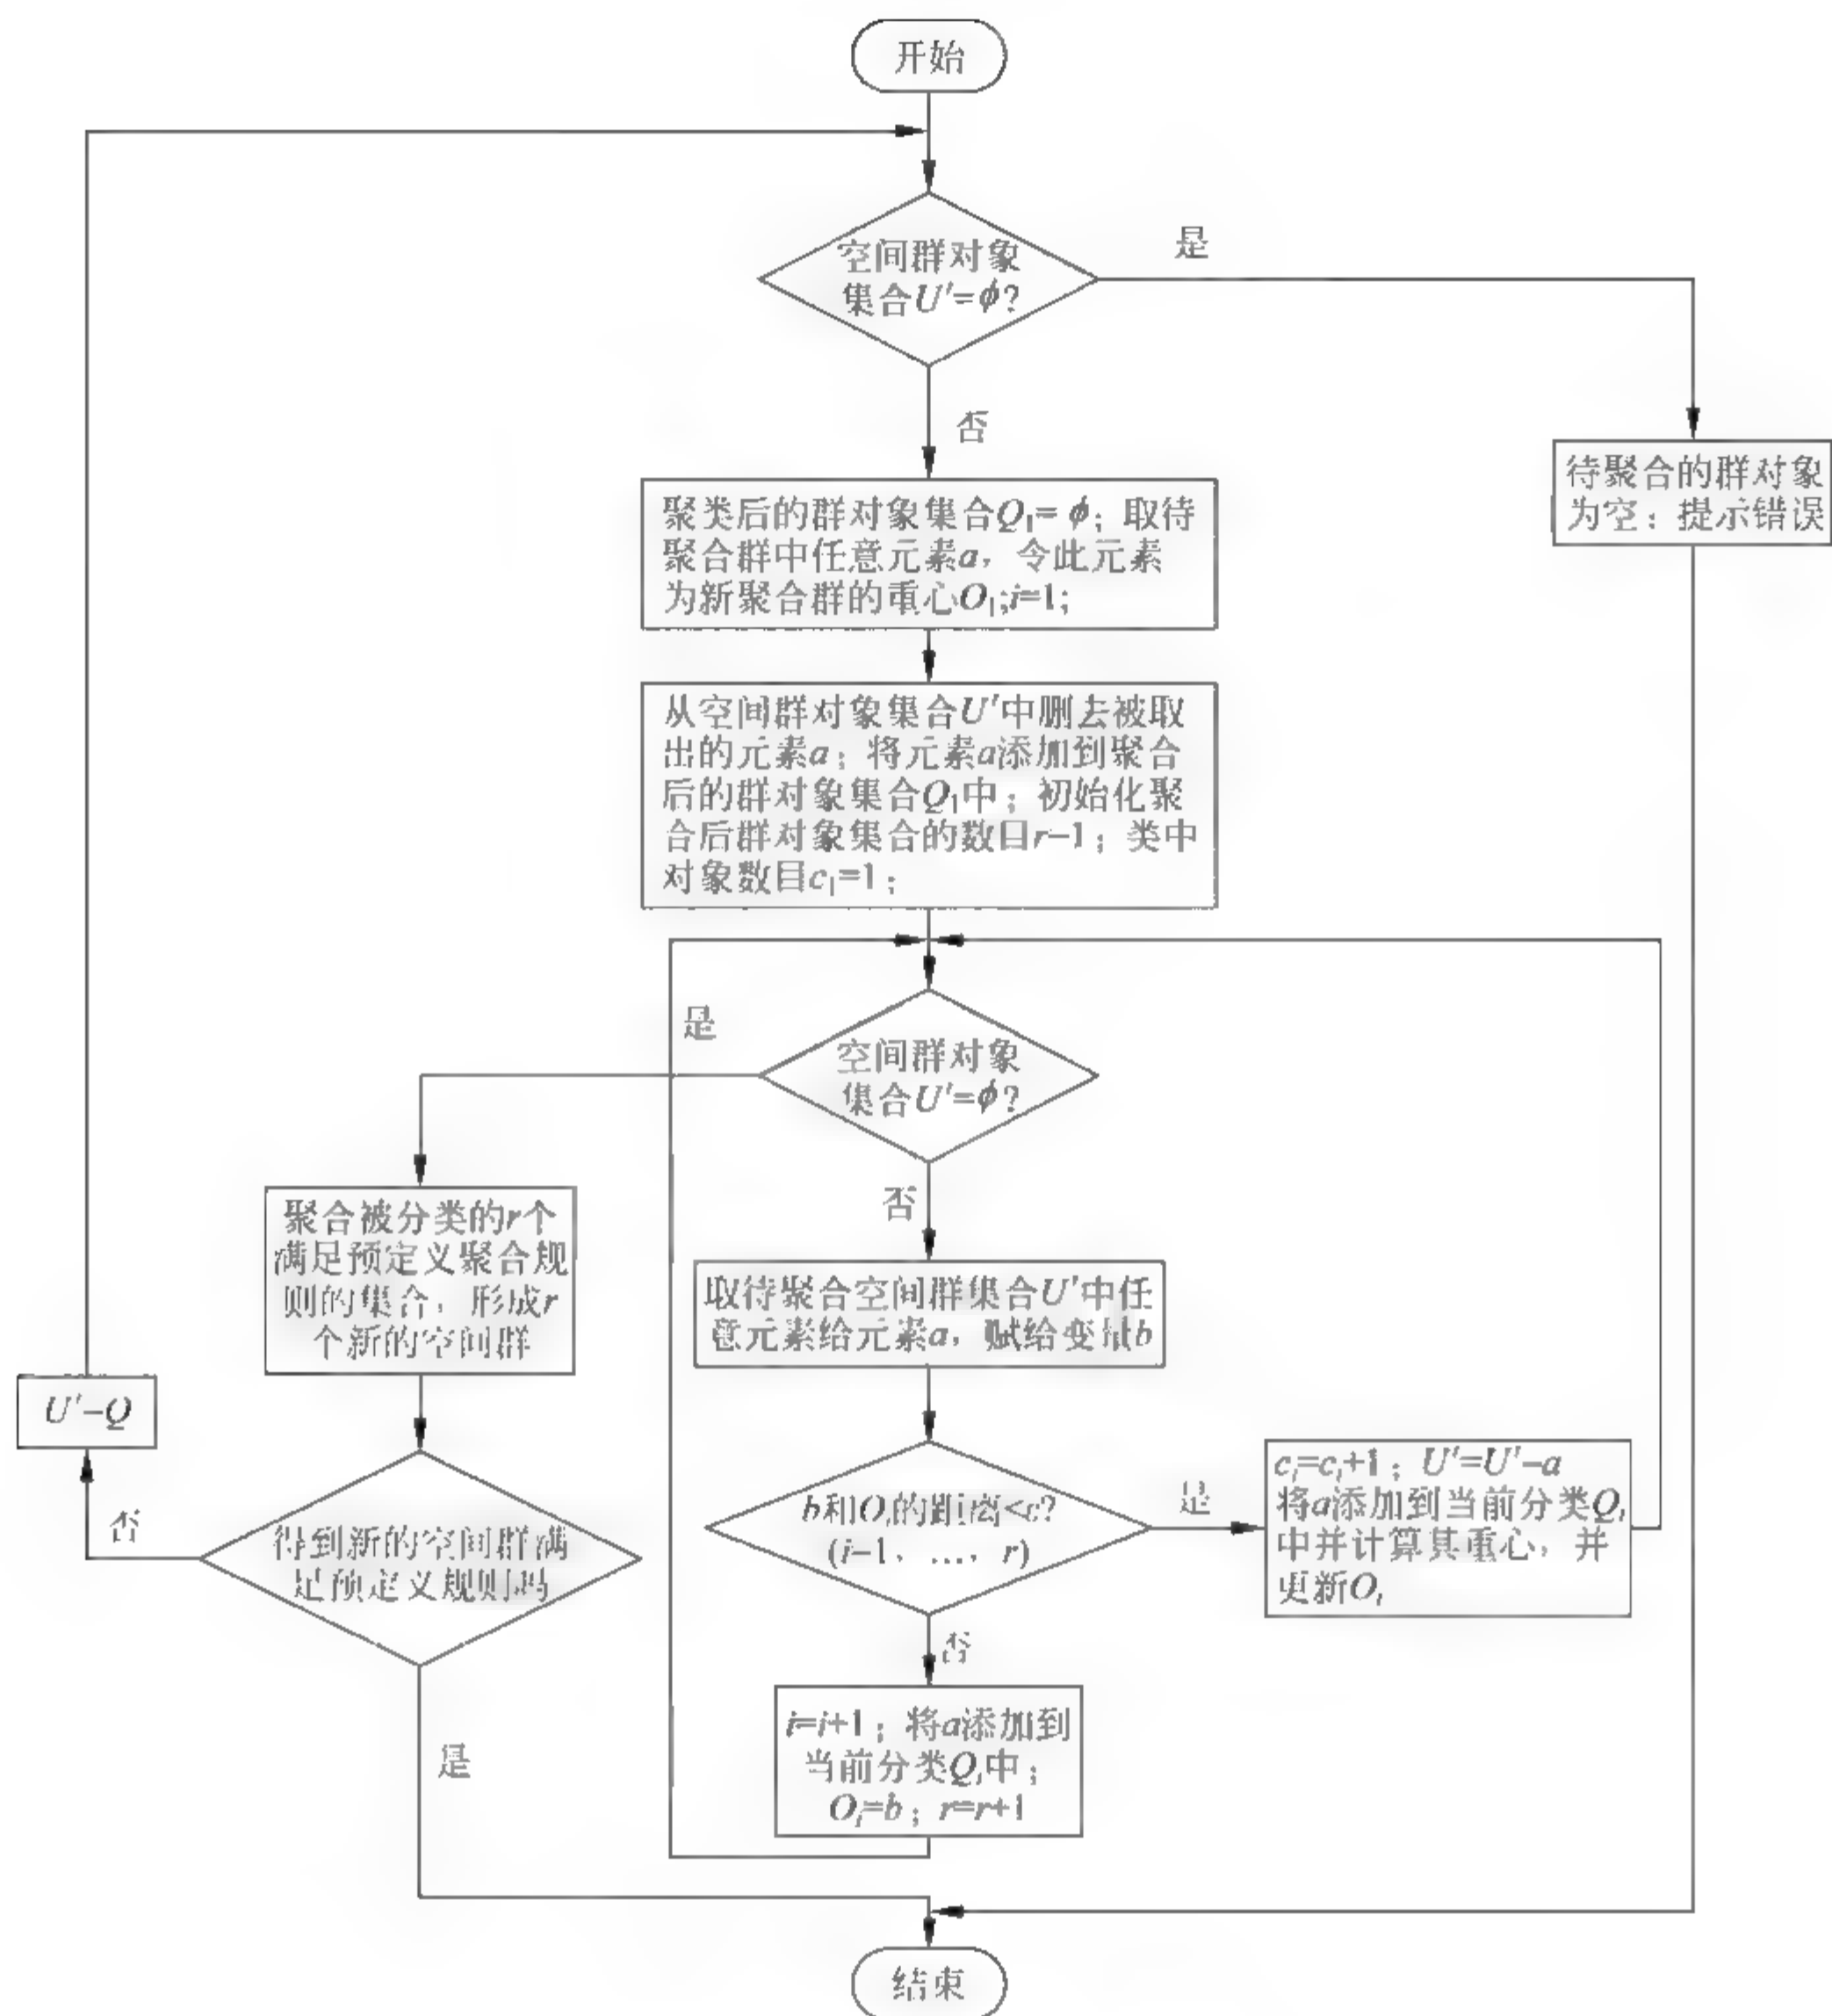 开始
空间群对象
集合U'=ϕ?
是
否
待聚合的群对象
为空；提示错误
聚类后的群对象集合Q₁= ϕ；取待
聚合群中任意元素a，令此元素
为新聚合群的重心O₁;i=1;
从空间群对象集合U'中删去被取
出的元素a；将元素a添加到聚合
后的群对象集合Q₁中；初始化聚
合后群对象集合的数目r-1；类中
对象数目c₁=1；
是
空间群对象
集合U'=ϕ?
否
聚合被分类的r个
满足预定义聚合规
则的集合，形成r
个新的空间群
取待聚合空间群集合U'中任
意元素给元素a，赋给变量b
U'-Q
否
得到新的空间群满
足预定义规则吗
b和Oᵢ的距离<ε?
(i-1，…，r)
是
cᵢ=cᵢ+1；U'=U'-a
将a添加到当前分类Qᵢ
中并计算其重心，并
更新Oᵢ
否
i=i+1；将a添加到
当前分类Qᵢ中；
Oᵢ=b；r=r+1
是
结束